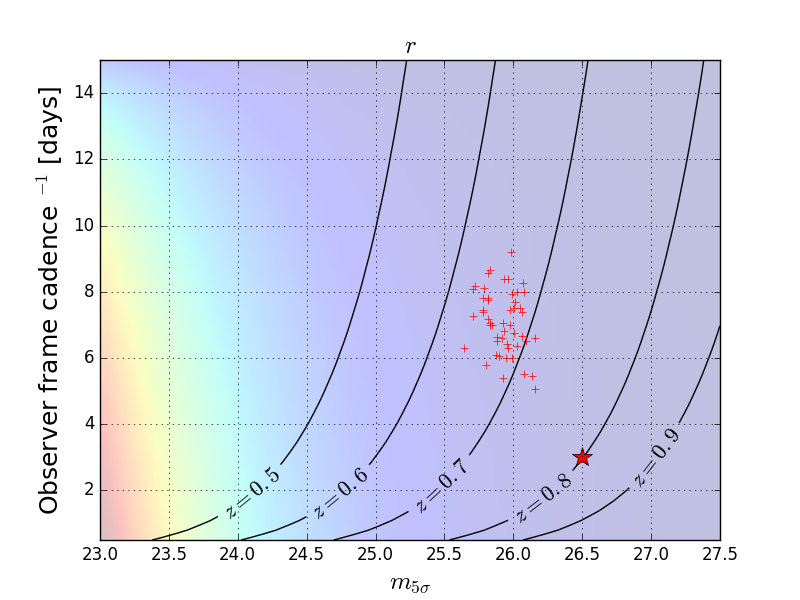 r
Observer frame cadence ⁻¹ [days]
14
12
10
8
6
4
2
z=0.5
z=0.6
z=0.7
z=0.8
z=0.9
23.0 23.5 24.0 24.5 25.0 25.5 26.0 26.5 27.0 27.5
m₅σ